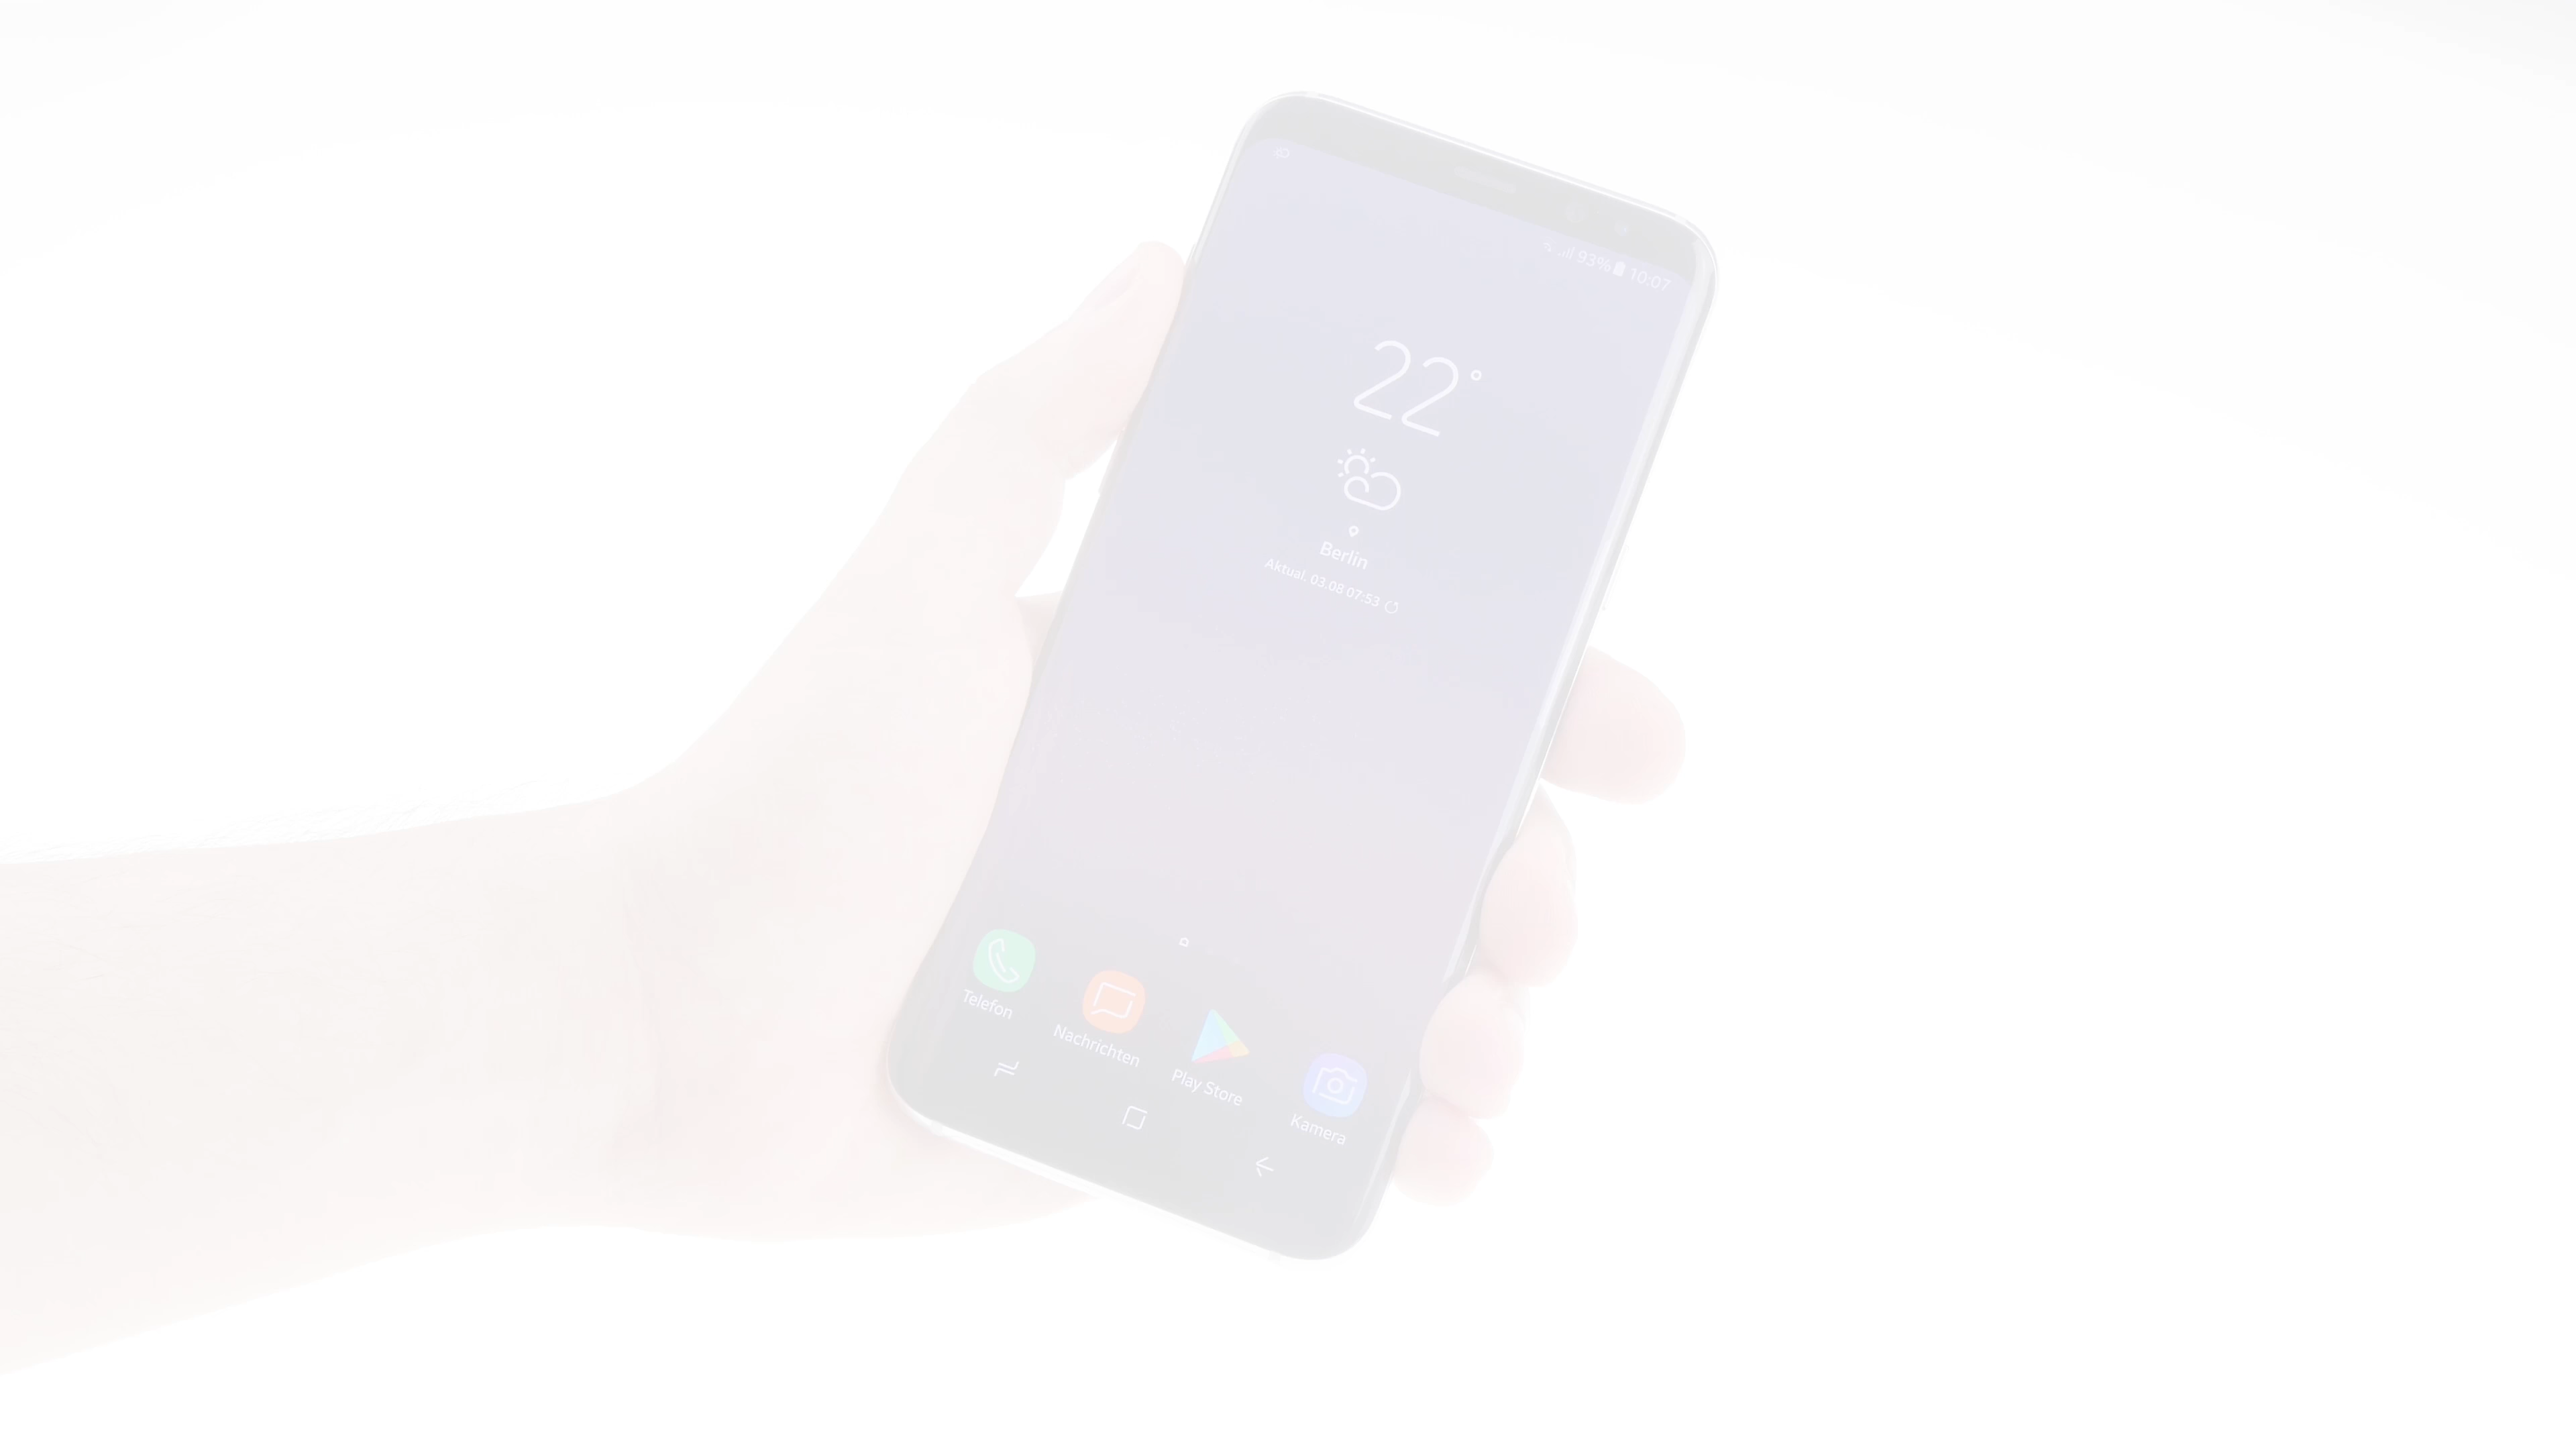 93% 10:07
22°
Berlin
Aktual. 03.08 07:53
Telefon
Nachrichten
Play Store
Kamera